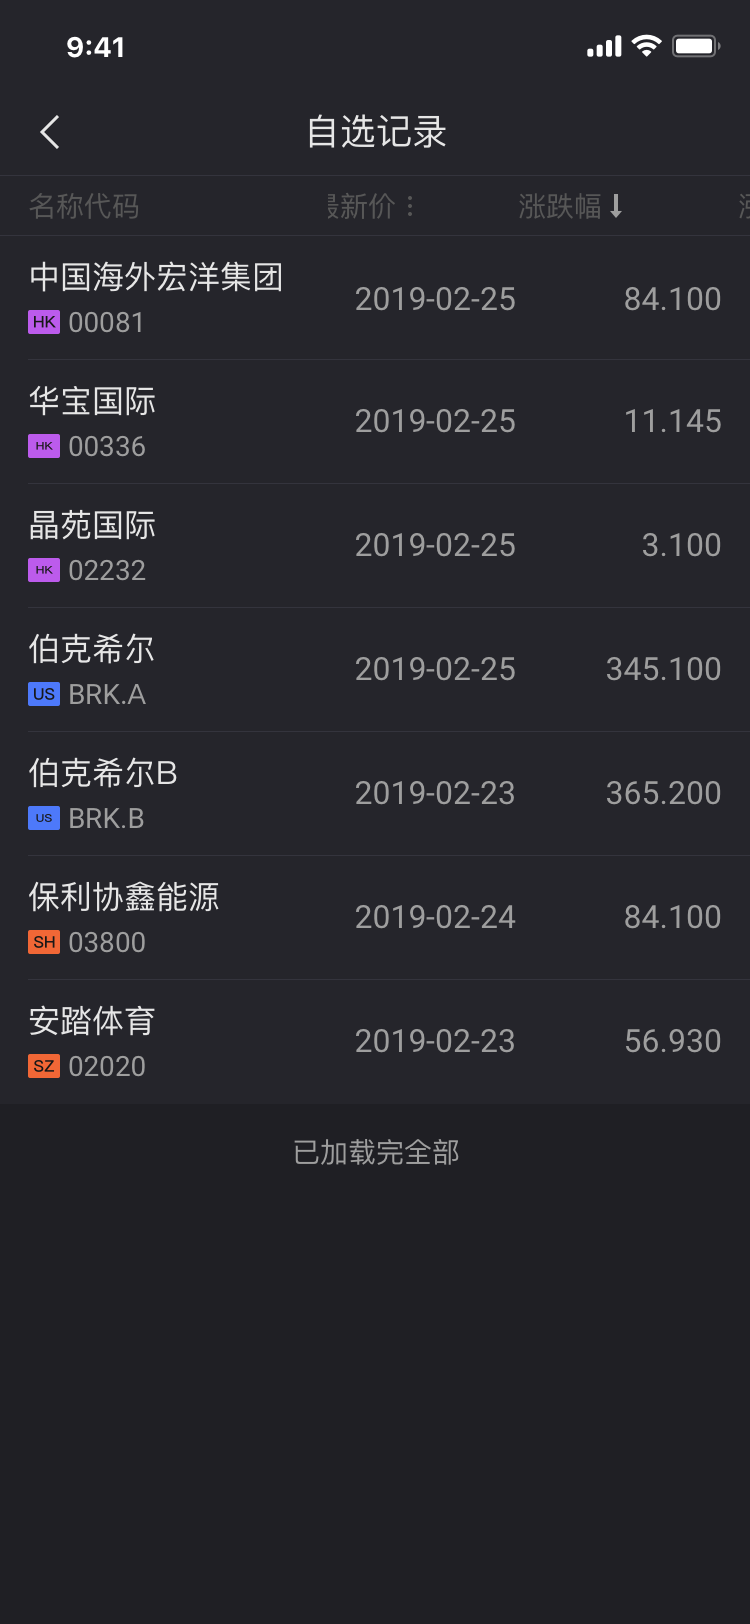 9:41
自选记录
名称代码 最新价 涨跌幅
中国海外宏洋集团
2019-02-25 84.100
HK 00081
华宝国际
2019-02-25 11.145
HK 00336
晶苑国际
2019-02-25 3.100
HK 02232
伯克希尔
2019-02-25 345.100
US BRK.A
伯克希尔B
2019-02-23 365.200
US BRK.B
保利协鑫能源
2019-02-24 84.100
SH 03800
安踏体育
2019-02-23 56.930
SZ 02020
已加载完全部